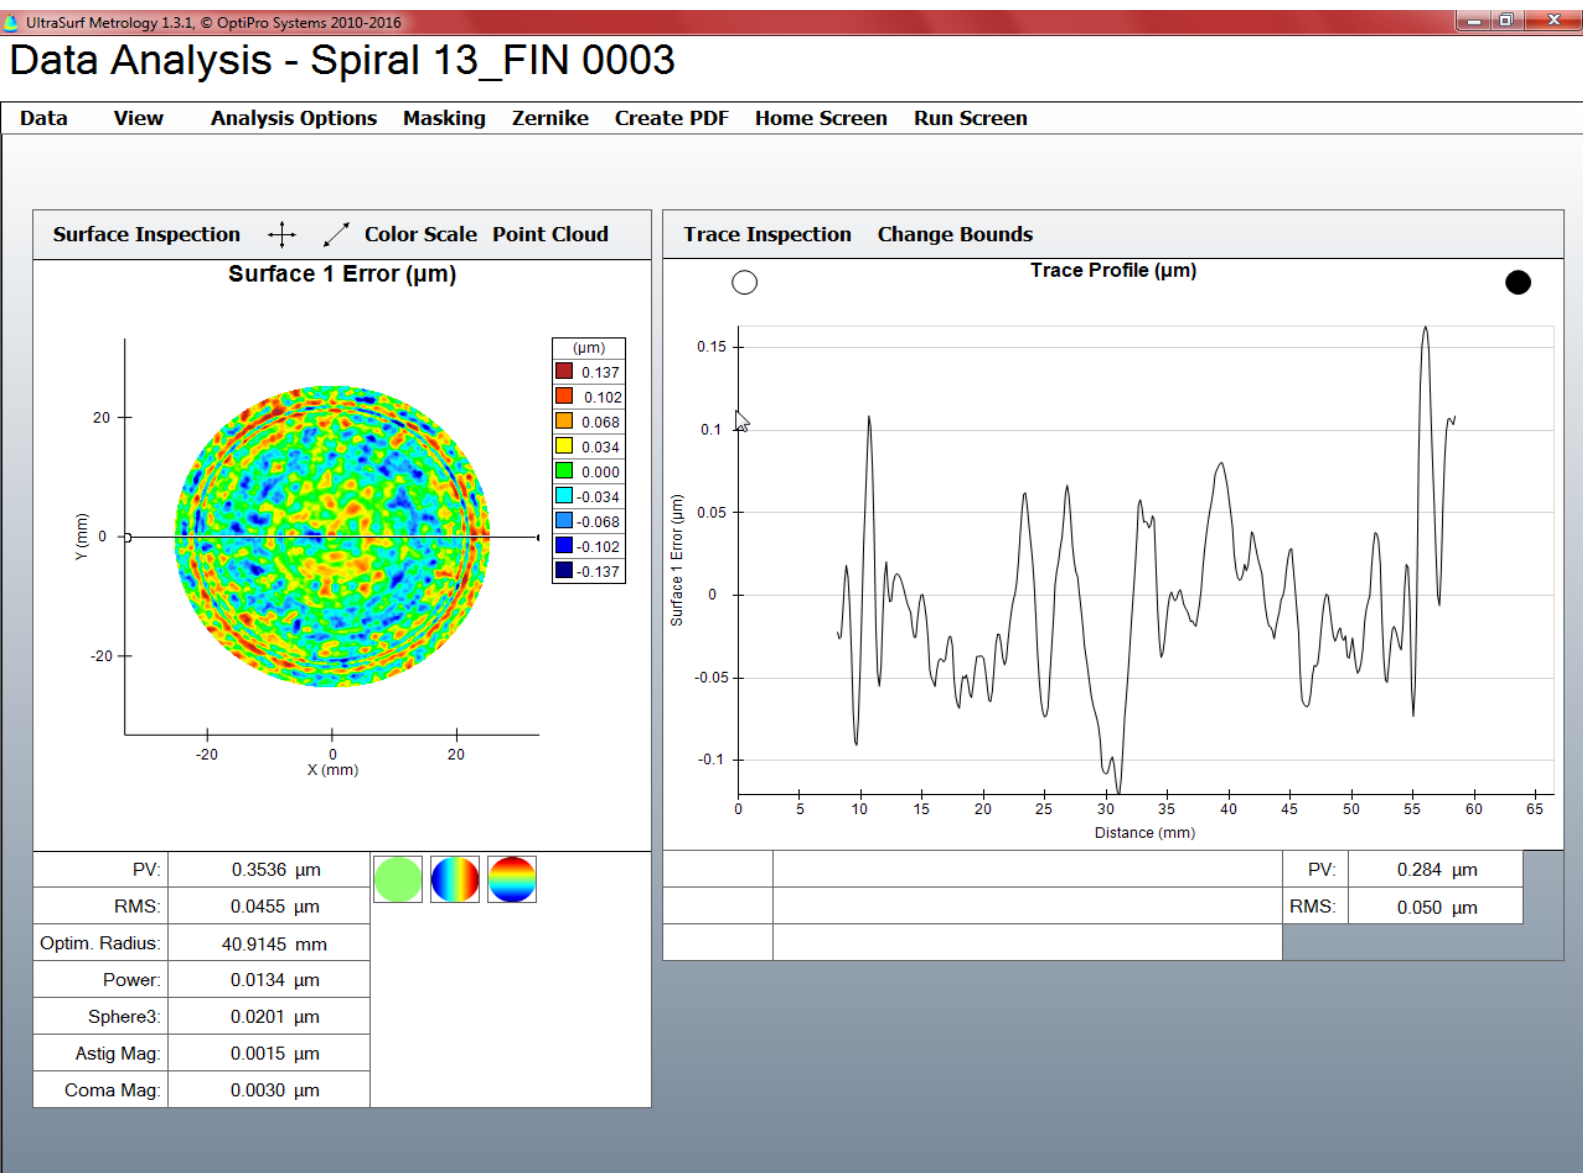 UltraSurf Metrology 1.3.1, © OptiPro Systems 2010-2016
Data Analysis - Spiral 13_FIN 0003
Data View Analysis Options Masking Zernike Create PDF Home Screen Run Screen
Surface Inspection Color Scale Point Cloud
Surface 1 Error (µm)
(µm)
0.137
0.102
0.068
0.034
0.000
-0.034
-0.068
-0.102
-0.137
Y (mm)
20
0
-20
-20 0 20
X (mm)
PV: 0.3536 µm
RMS: 0.0455 µm
Optim. Radius: 40.9145 mm
Power: 0.0134 µm
Sphere3: 0.0201 µm
Astig Mag: 0.0015 µm
Coma Mag: 0.0030 µm
Trace Inspection Change Bounds
Trace Profile (µm)
Surface 1 Error (µm)
0.15
0.1
0.05
0
-0.05
-0.1
0 5 10 15 20 25 30 35 40 45 50 55 60 65
Distance (mm)
PV: 0.284 µm
RMS: 0.050 µm